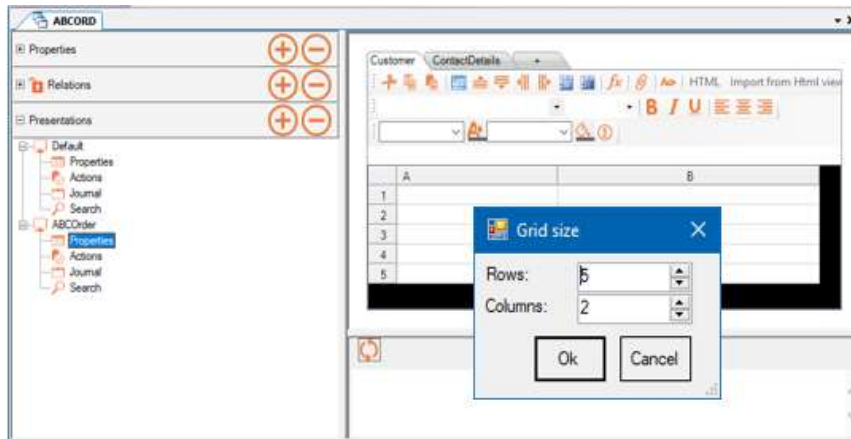 ABCORD
Properties
Relations
Presentations
Default
Properties
Actions
Journal
Search
ABCOrder
Properties
Actions
Journal
Search
Customer ContactDetails +
fx HTML Import from Html view
B I U
A B
1
2
3
4
5
Grid size
Rows: 5
Columns: 2
Ok Cancel